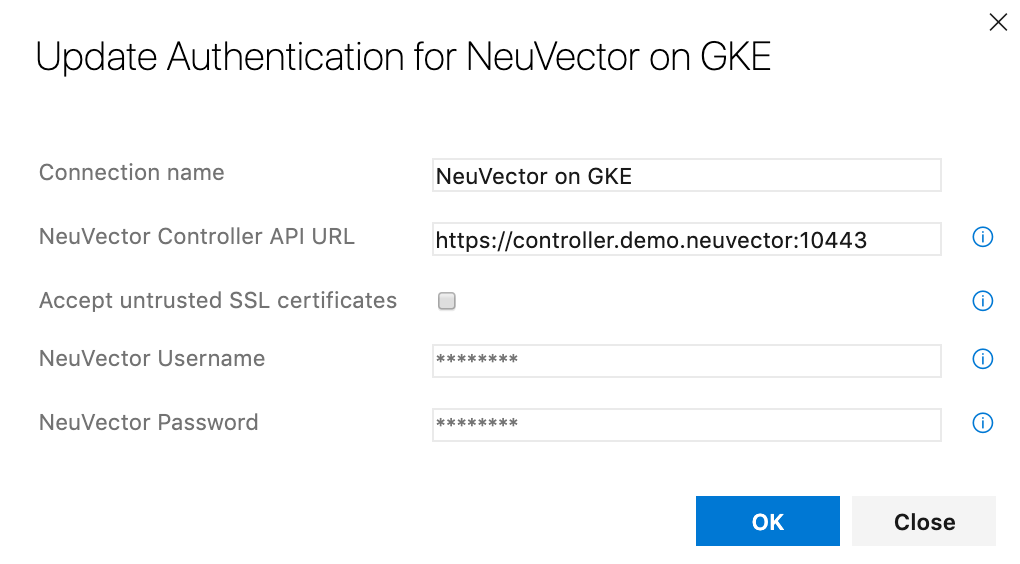 Update Authentication for NeuVector on GKE
Connection name
NeuVector on GKE
NeuVector Controller API URL
https://controller.demo.neuvector:10443
Accept untrusted SSL certificates
NeuVector Username
********
NeuVector Password
********
OK
Close